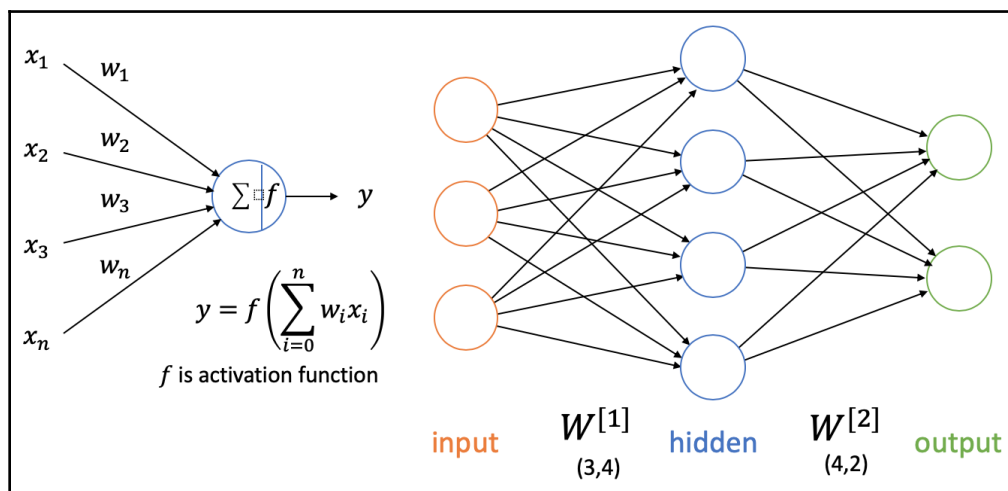 x₁
w₁
x₂
w₂
w₃
x₃
wₙ
xₙ
∑ f
y
y = f(∑ᵢ₌₀ⁿ wᵢxᵢ)
f is activation function
input
W[1]
(3,4)
hidden
W[2]
(4,2)
output